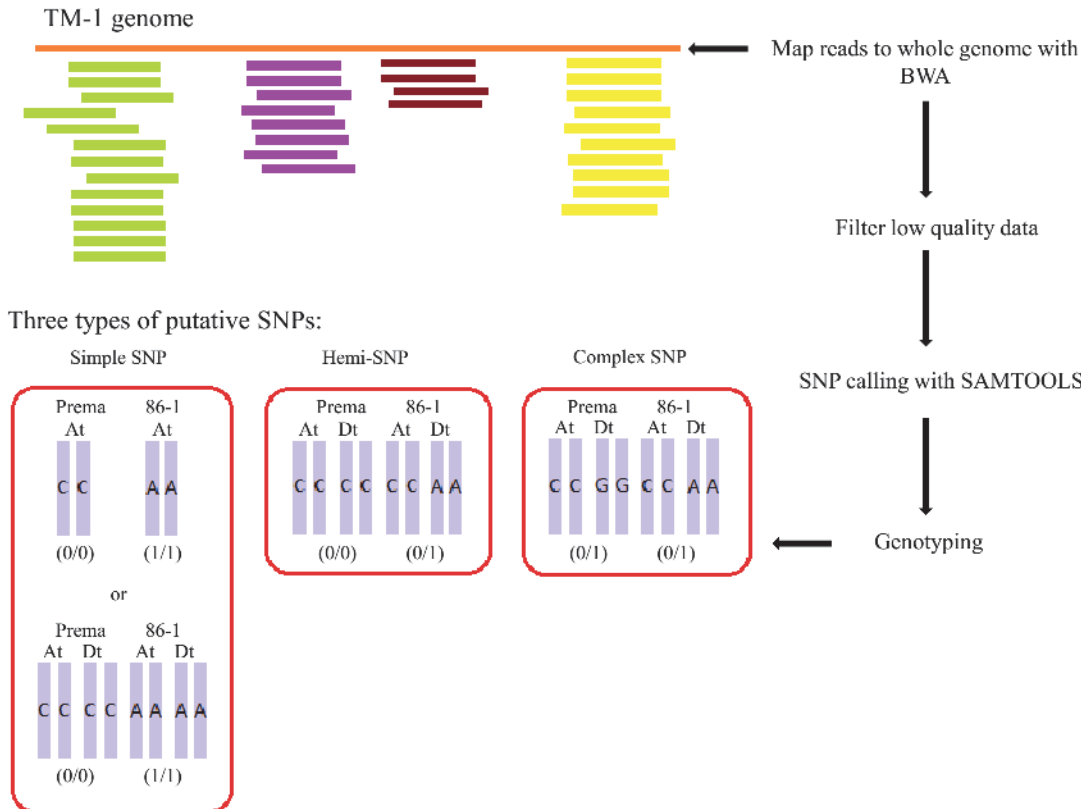 TM-1 genome
Map reads to whole genome with
BWA
Filter low quality data
SNP calling with SAMTOOLS
Genotyping
Three types of putative SNPs:
Simple SNP
Prema 86-1
At At
C C A A
(0/0) (1/1)
or
Prema 86-1
At Dt At Dt
C C C C A A A A
(0/0) (1/1)
Hemi-SNP
Prema 86-1
At Dt At Dt
C C C C C C A A
(0/0) (0/1)
Complex SNP
Prema 86-1
At Dt At Dt
C C G G C C A A
(0/1) (0/1)